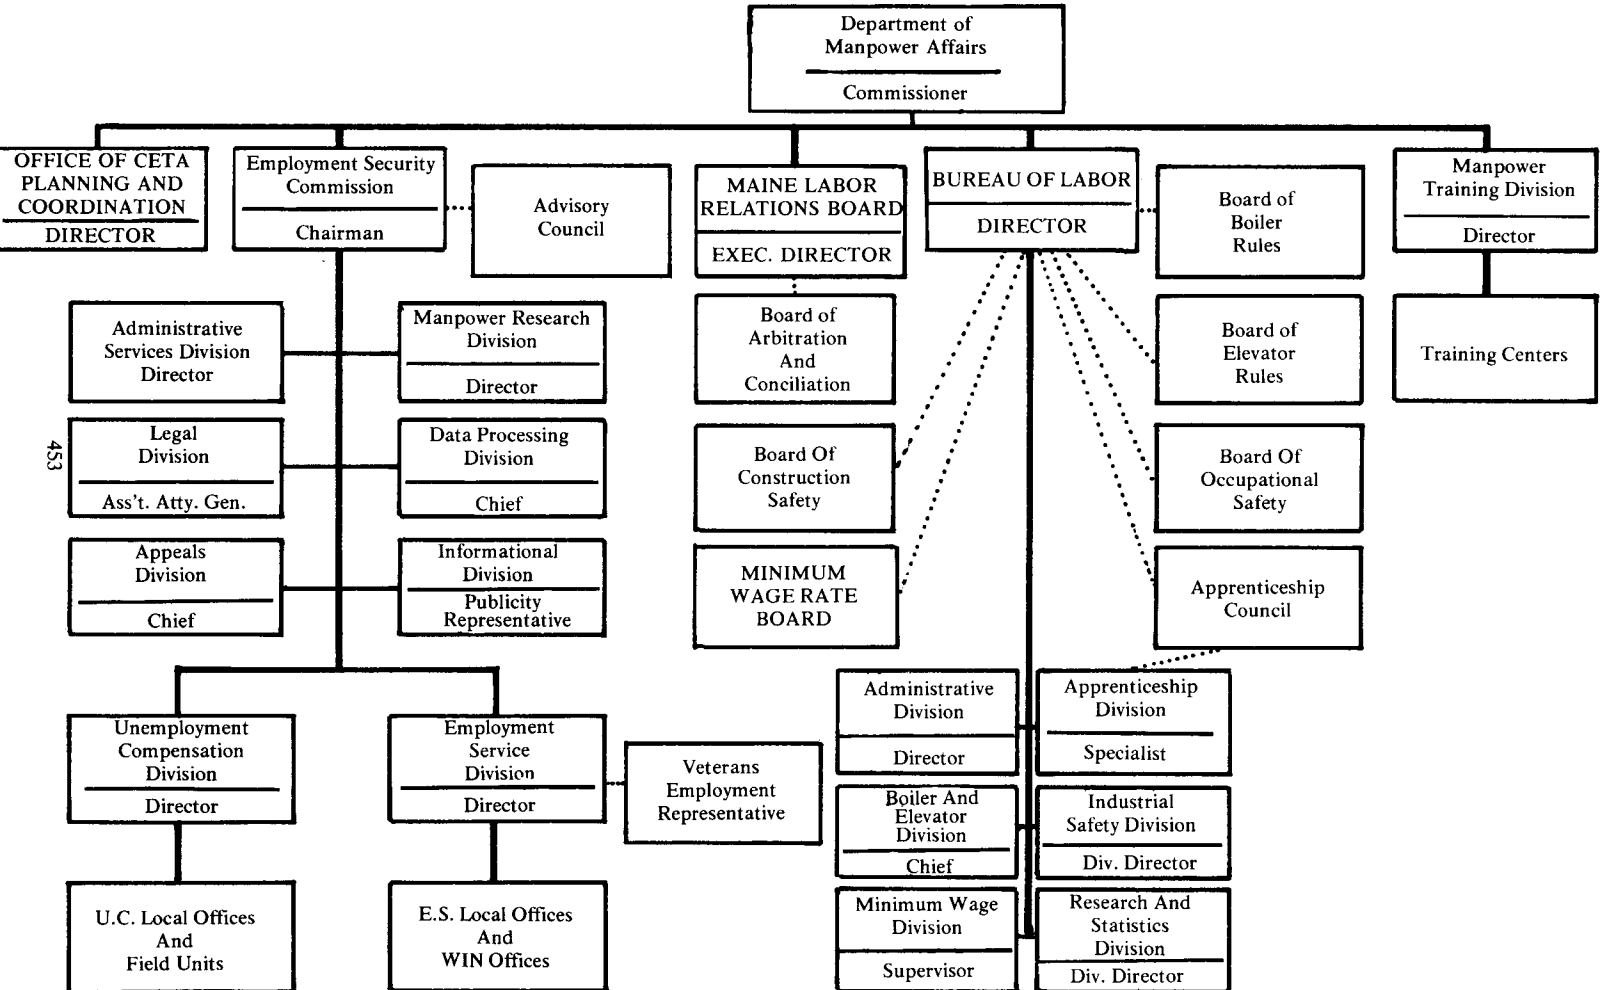 Department of
Manpower Affairs
Commissioner
OFFICE OF CETA
PLANNING AND
COORDINATION
DIRECTOR
Employment Security
Commission
Chairman
Advisory
Council
MAINE LABOR
RELATIONS BOARD
EXEC. DIRECTOR
BUREAU OF LABOR
DIRECTOR
Board of
Boiler
Rules
Manpower
Training Division
Director
Administrative
Services Division
Director
Manpower Research
Division
Director
Board of
Arbitration
And
Conciliation
Board of
Elevator
Rules
Training Centers
453
Legal
Division
Ass't. Atty. Gen.
Data Processing
Division
Chief
Board Of
Construction
Safety
Board Of
Occupational
Safety
Appeals
Division
Chief
Informational
Division
Publicity
Representative
MINIMUM
WAGE RATE
BOARD
Apprenticeship
Council
Unemployment
Compensation
Division
Director
Employment
Service
Division
Director
Veterans
Employment
Representative
Administrative
Division
Director
Apprenticeship
Division
Specialist
Boiler And
Elevator
Division
Chief
Industrial
Safety Division
Div. Director
U.C. Local Offices
And
Field Units
E.S. Local Offices
And
WIN Offices
Minimum Wage
Division
Supervisor
Research And
Statistics
Division
Div. Director